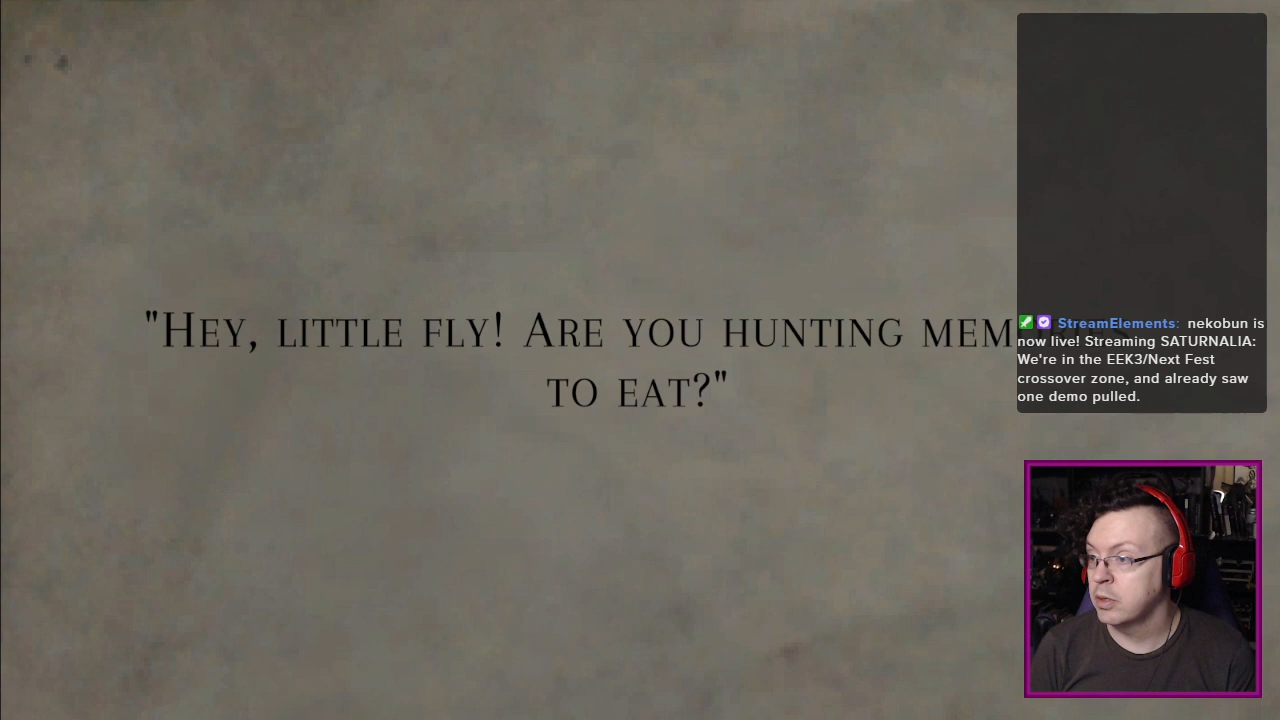 "Hey, little fly! Are you hunting mem
to eat?"
StreamElements: nekobun is
now live! Streaming SATURNALIA:
We're in the EEK3/Next Fest
crossover zone, and already saw
one demo pulled.